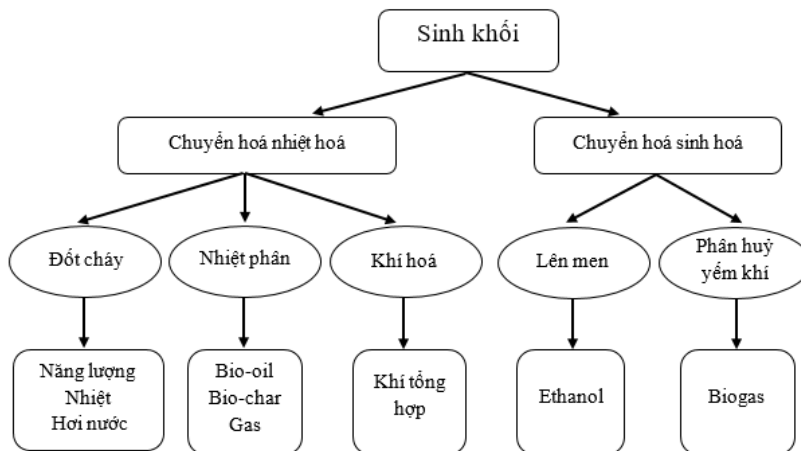 Sinh khối
Chuyển hoá nhiệt hoá
Chuyển hoá sinh hoá
Đốt cháy
Nhiệt phân
Khí hoá
Lên men
Phân huỷ
yếm khí
Năng lượng
Nhiệt
Hơi nước
Bio-oil
Bio-char
Gas
Khí tổng
hợp
Ethanol
Biogas